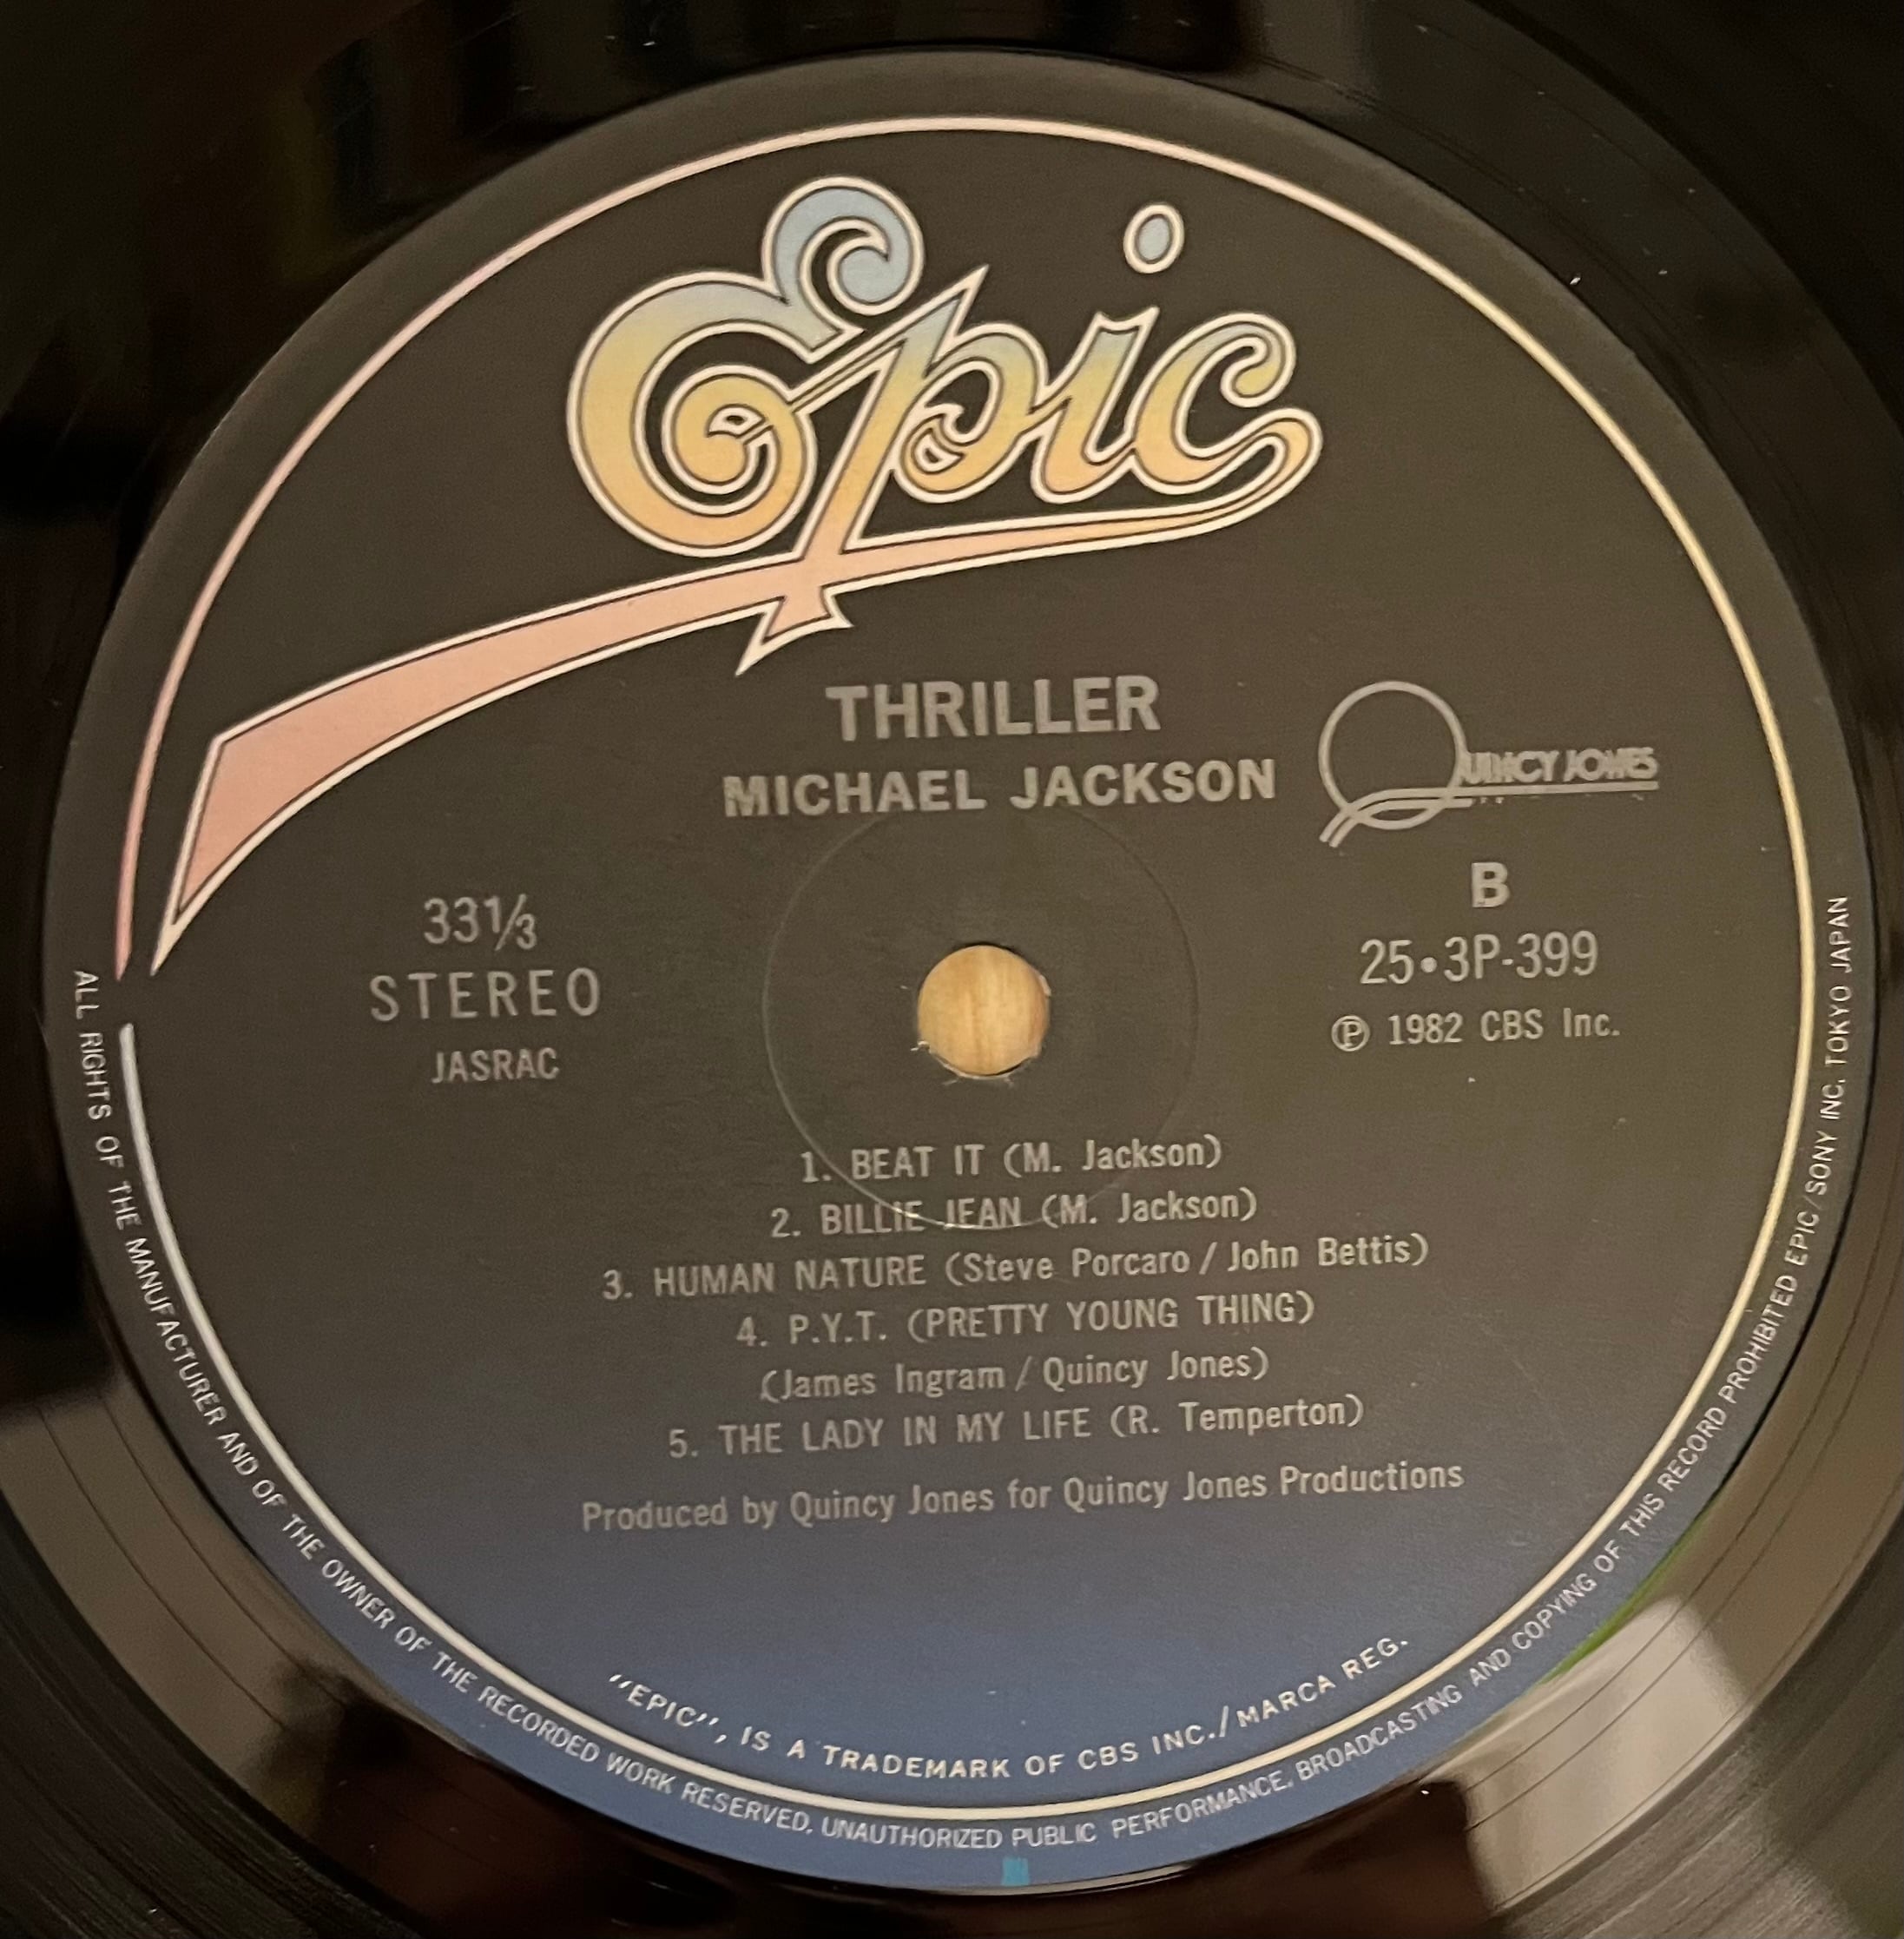 Epic
THRILLER
MICHAEL JACKSON
QUINCY JONES
33⅓
STEREO
JASRAC
B
25•3P-399
℗ 1982 CBS Inc.
1. BEAT IT (M. Jackson)
2. BILLIE JEAN (M. Jackson)
3. HUMAN NATURE (Steve Porcaro / John Bettis)
4. P.Y.T. (PRETTY YOUNG THING)
(James Ingram / Quincy Jones)
5. THE LADY IN MY LIFE (R. Temperton)
Produced by Quincy Jones for Quincy Jones Productions
"EPIC", IS A TRADEMARK OF CBS INC./MARCA REG.
ALL RIGHTS OF THE MANUFACTURER AND OF THE OWNER OF THE RECORDED WORK RESERVED, UNAUTHORIZED PUBLIC PERFORMANCE, BROADCASTING AND COPYING OF THIS RECORD PROHIBITED EPIC/SONY INC. TOKYO JAPAN